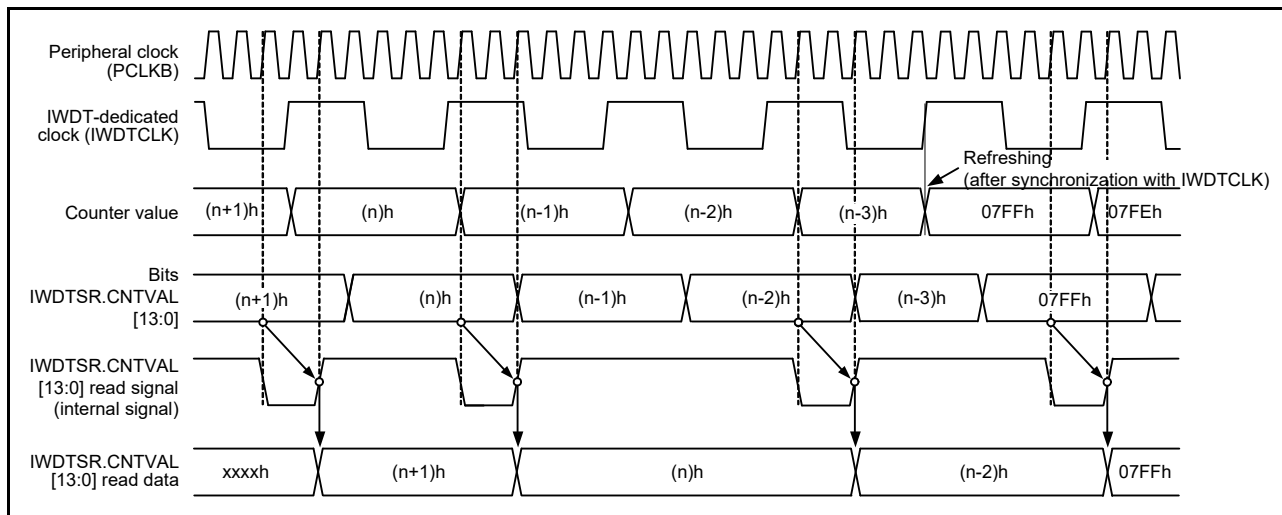 Peripheral clock
(PCLKB)
IWDT-dedicated
clock (IWDTCLK)
Refreshing
(after synchronization with IWDTCLK)
Counter value
(n+1)h
(n)h
(n-1)h
(n-2)h
(n-3)h
07FFh
07FEh
Bits
IWDTSR.CNTVAL
[13:0]
(n+1)h
(n)h
(n-1)h
(n-2)h
(n-3)h
07FFh
IWDTSR.CNTVAL
[13:0] read signal
(internal signal)
IWDTSR.CNTVAL
[13:0] read data
xxxxh
(n+1)h
(n)h
(n-2)h
07FFh